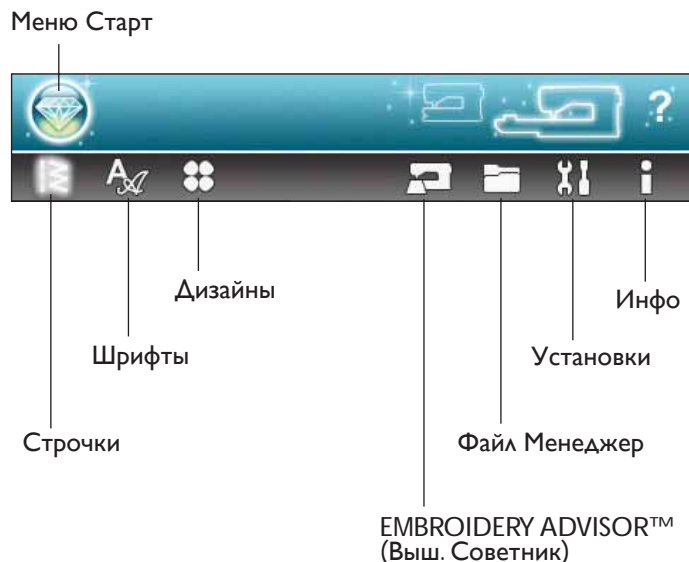 Меню Старт
?
Дизайны
Инфо
Шрифты
Установки
Строчки
Файл Менеджер
EMBROIDERY ADVISOR™
(Выш. Советник)